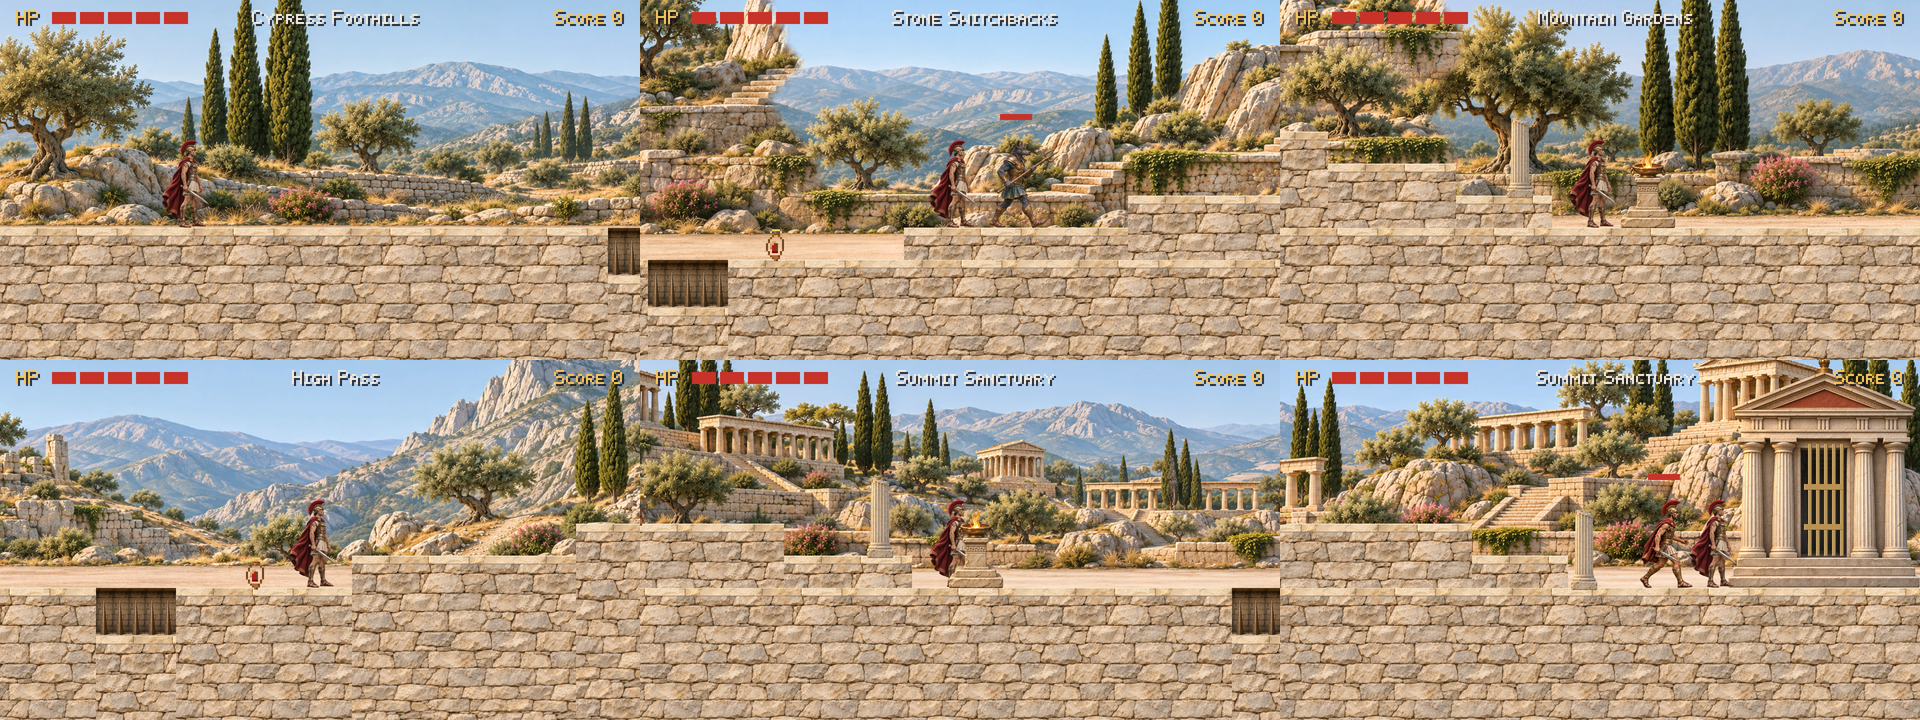 HP Cypress Foothills Score 0
HP Stone Switchbacks Score 0
HP Mountain Gardens Score 0
HP High Pass Score 0
HP Summit Sanctuary Score 0
HP Summit Sanctuary Score 0